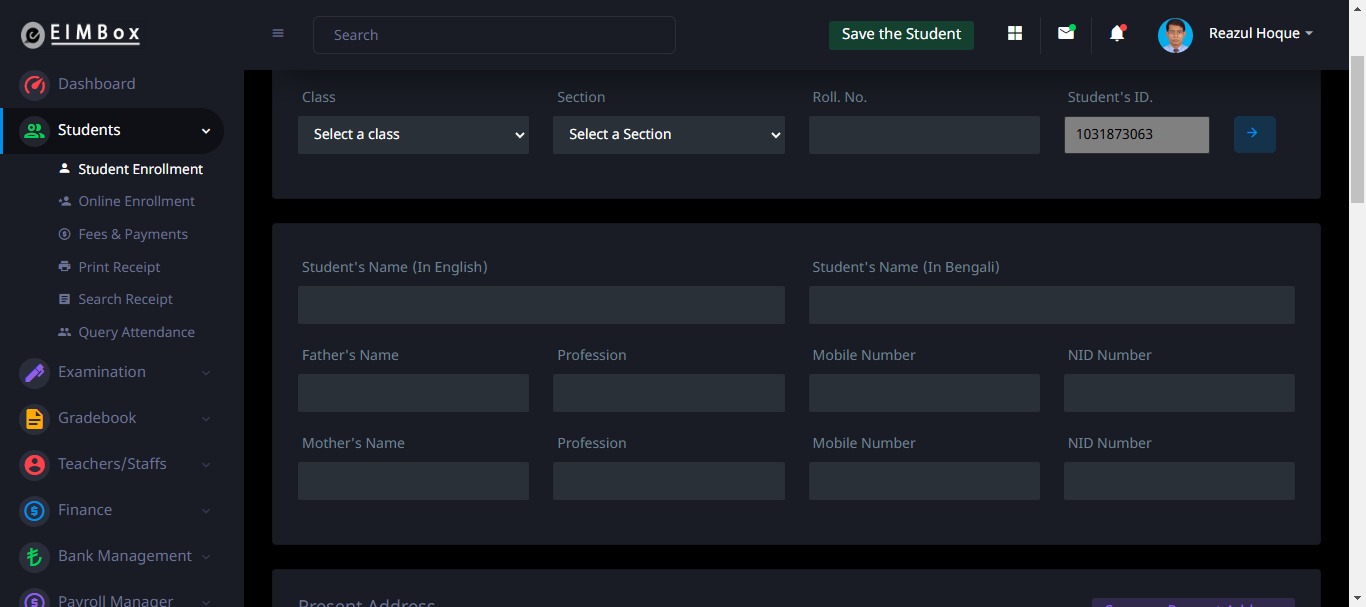 EIMBox
Search
Save the Student
Reazul Hoque
Dashboard
Students
Student Enrollment
Online Enrollment
Fees & Payments
Print Receipt
Search Receipt
Query Attendance
Examination
Gradebook
Teachers/Staffs
Finance
Bank Management
Payroll Manager
Class Section Roll. No. Student's ID.
Select a class Select a Section 1031873063
Student's Name (In English) Student's Name (In Bengali)
Father's Name Profession Mobile Number NID Number
Mother's Name Profession Mobile Number NID Number
Present Address